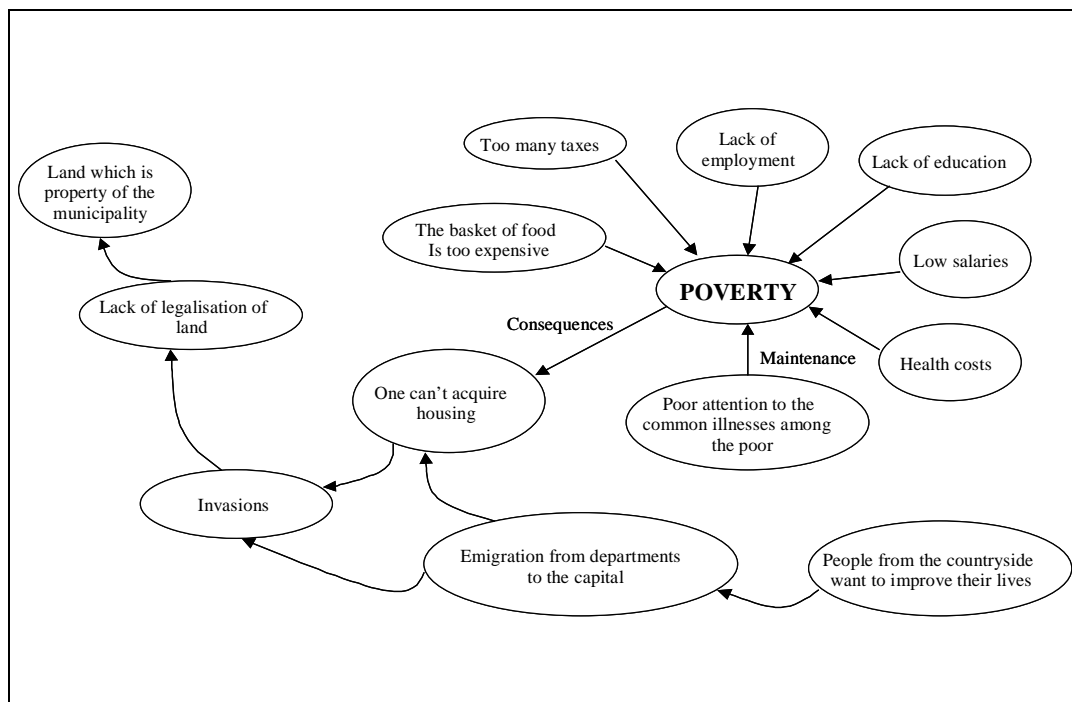 Too many taxes
Lack of
employment
Lack of education
Land which is
property of the
municipality
The basket of food
Is too expensive
Low salaries
POVERTY
Lack of legalisation of
land
Consequences
Maintenance
Health costs
One can't acquire
housing
Poor attention to the
common illnesses among
the poor
Invasions
Emigration from departments
to the capital
People from the countryside
want to improve their lives